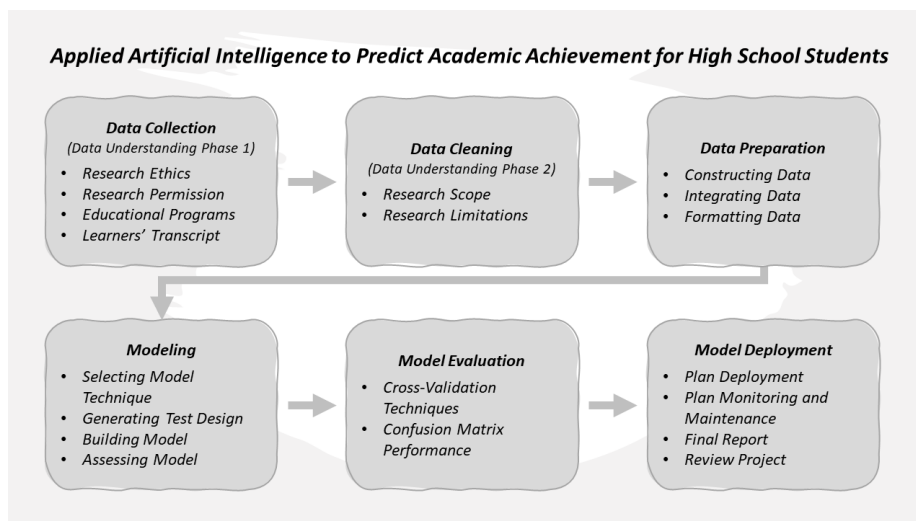 Applied Artificial Intelligence to Predict Academic Achievement for High School Students
Data Collection
(Data Understanding Phase 1)
• Research Ethics
• Research Permission
• Educational Programs
• Learners' Transcript
Data Cleaning
(Data Understanding Phase 2)
• Research Scope
• Research Limitations
Data Preparation
• Constructing Data
• Integrating Data
• Formatting Data
Modeling
• Selecting Model
Technique
• Generating Test Design
• Building Model
• Assessing Model
Model Evaluation
• Cross-Validation
Techniques
• Confusion Matrix
Performance
Model Deployment
• Plan Deployment
• Plan Monitoring and
Maintenance
• Final Report
• Review Project